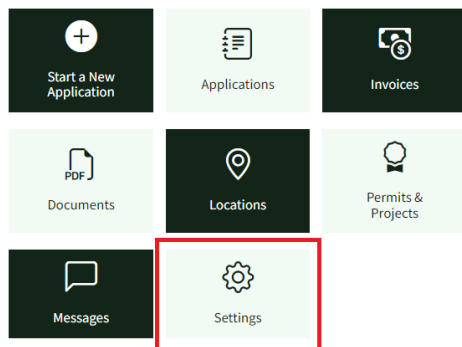 Start a New
Application
Applications
$
Invoices
PDF
Documents
Locations
Permits &
Projects
Messages
Settings